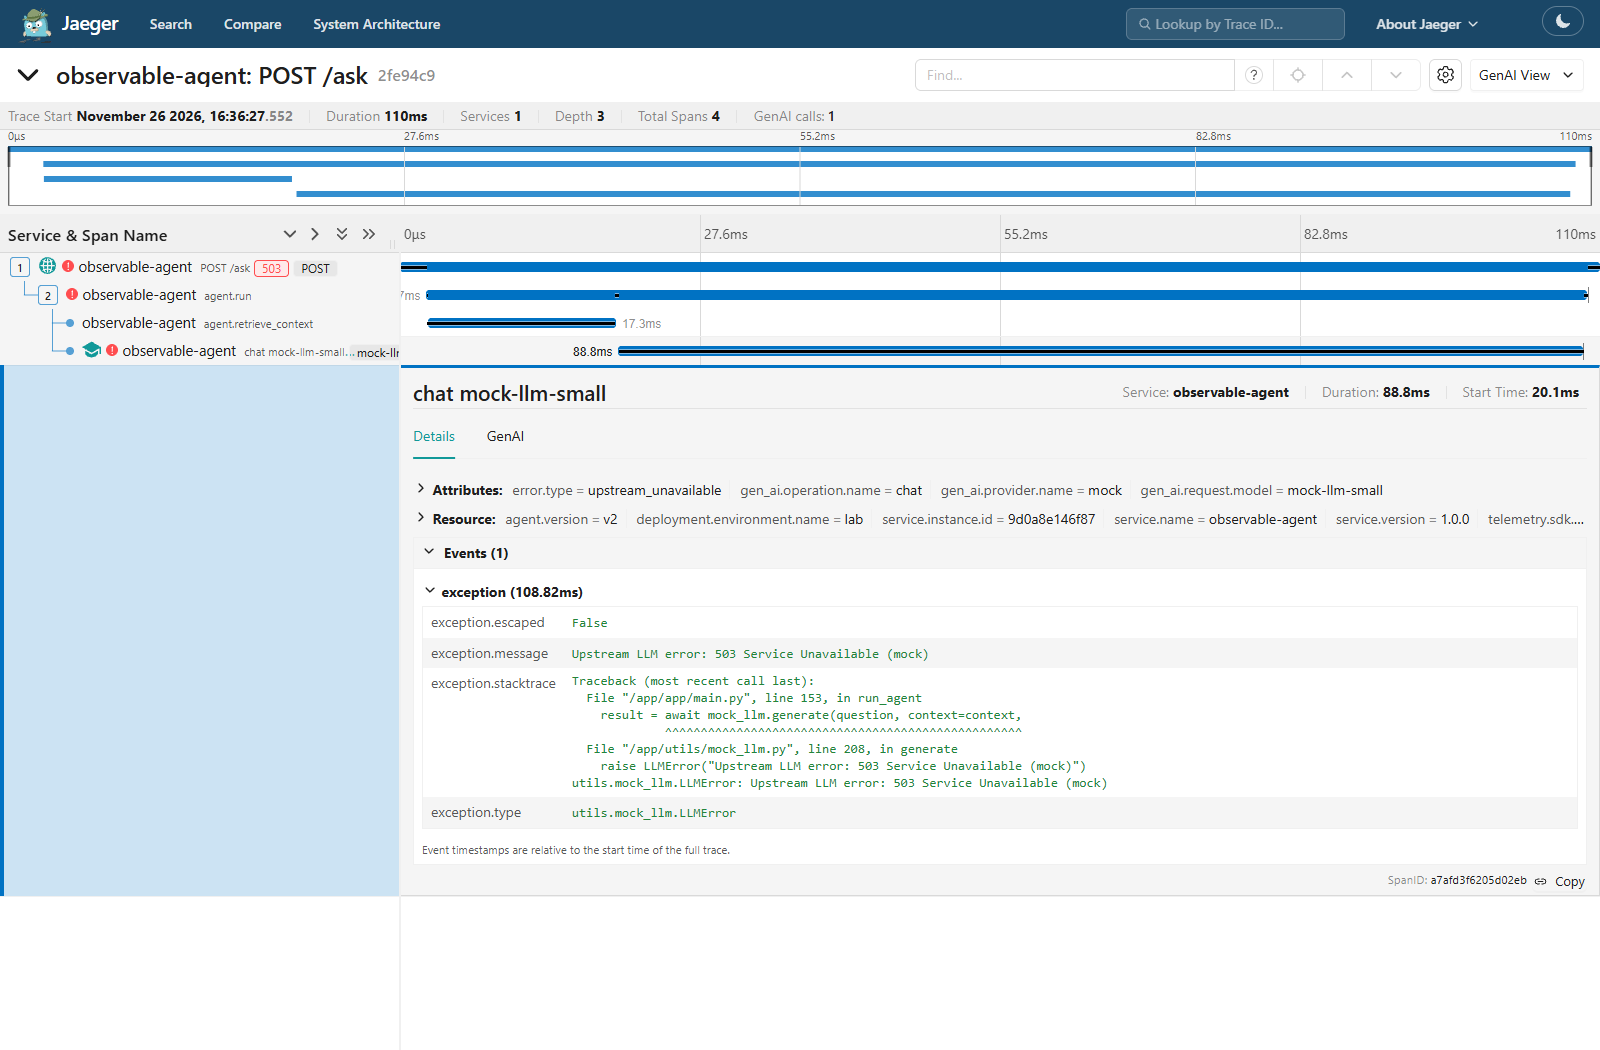 Jaeger Search Compare System Architecture Lookup by Trace ID... About Jaeger
observable-agent: POST /ask 2fe94c9 Find... ? GenAI View
Trace Start November 26 2026, 16:36:27.552 Duration 110ms Services 1 Depth 3 Total Spans 4 GenAI calls: 1
0μs 27.6ms 55.2ms 82.8ms 110ms
Service & Span Name 0μs 27.6ms 55.2ms 82.8ms 110ms
1 observable-agent POST /ask 503 POST
2 observable-agent agent.run 7ms
observable-agent agent.retrieve_context 17.3ms
observable-agent chat mock-llm-small... mock-llm 88.8ms
chat mock-llm-small Service: observable-agent Duration: 88.8ms Start Time: 20.1ms
Details GenAI
Attributes: error.type = upstream_unavailable gen_ai.operation.name = chat gen_ai.provider.name = mock gen_ai.request.model = mock-llm-small
Resource: agent.version = v2 deployment.environment.name = lab service.instance.id = 9d0a8e146f87 service.name = observable-agent service.version = 1.0.0 telemetry.sdk....
Events (1)
exception (108.82ms)
exception.escaped False
exception.message Upstream LLM error: 503 Service Unavailable (mock)
exception.stacktrace Traceback (most recent call last):
File "/app/app/main.py", line 153, in run_agent
result = await mock_llm.generate(question, context=context,
^^^^^^^^^^^^^^^^^^^^^^^^^^^^^^^^^^^^^^^^^^^^^^^^^^
File "/app/utils/mock_llm.py", line 208, in generate
raise LLMError("Upstream LLM error: 503 Service Unavailable (mock)")
utils.mock_llm.LLMError: Upstream LLM error: 503 Service Unavailable (mock)
exception.type utils.mock_llm.LLMError
Event timestamps are relative to the start time of the full trace.
SpanID: a7afd3f6205d02eb Copy